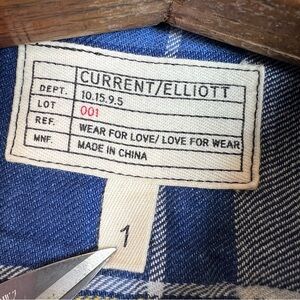 CURRENT/ELLIOTT
DEPT. 10.15.9.5
LOT 001
REF. WEAR FOR LOVE/ LOVE FOR WEAR
MNF. MADE IN CHINA
1